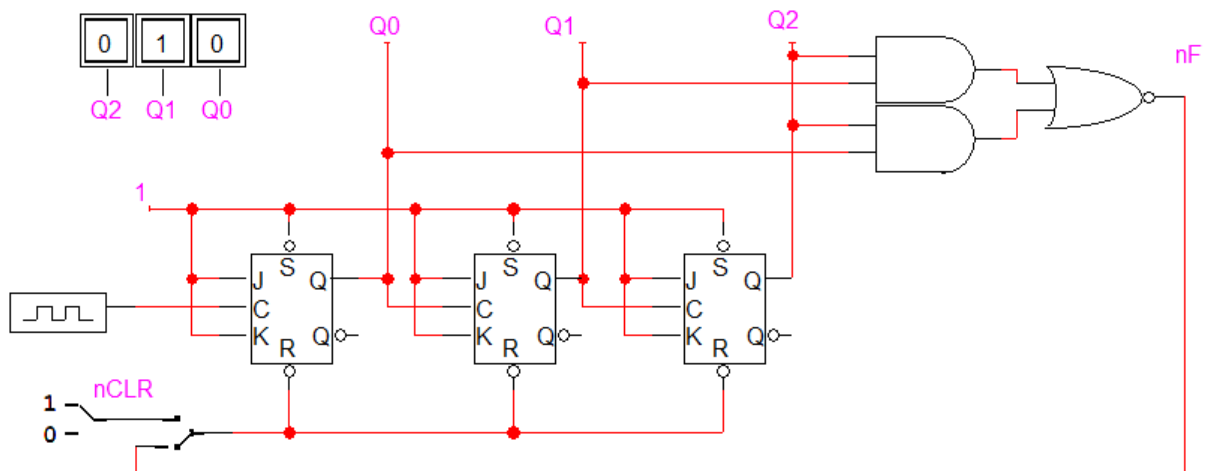 Q0 Q1 Q2 nF
0 1 0
Q2 Q1 Q0
1
S S S
J Q J Q J Q
C C C
K Q K Q K Q
R R R
nCLR
1
0